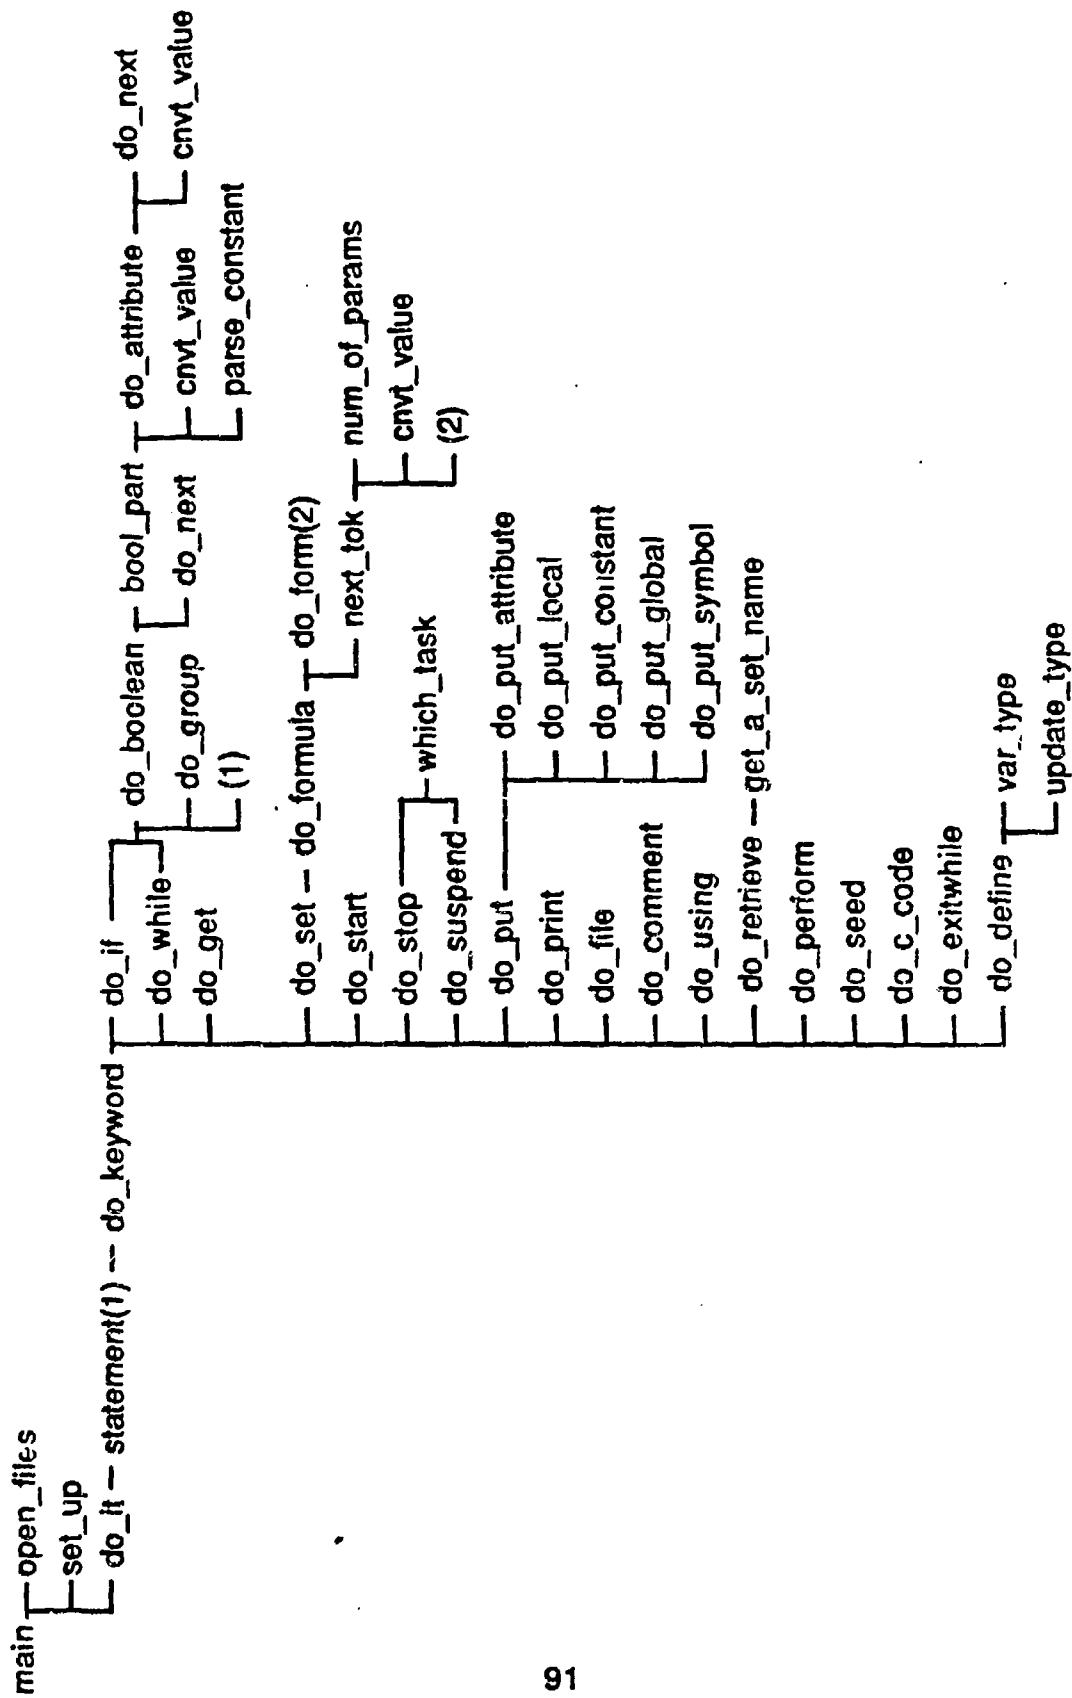 main open_files
set_up
do_it statement(1) do_keyword do_if do_boolean bool_part do_attribute do_next
do_while do_group do_next cnvt_value cnvt_value
do_get (1) parse_constant
do_set do_formula do_form(2)
do_start next_tok num_of_params
do_stop which_task cnvt_value
do_suspend (2)
do_put do_put_attribute
do_print do_put_local
do_file do_put_constant
do_comment do_put_global
do_using do_put_symbol
do_retrieve get_a_set_name
do_perform
do_seed
do_c_code
do_exitwhile
do_define var_type
update_type
91